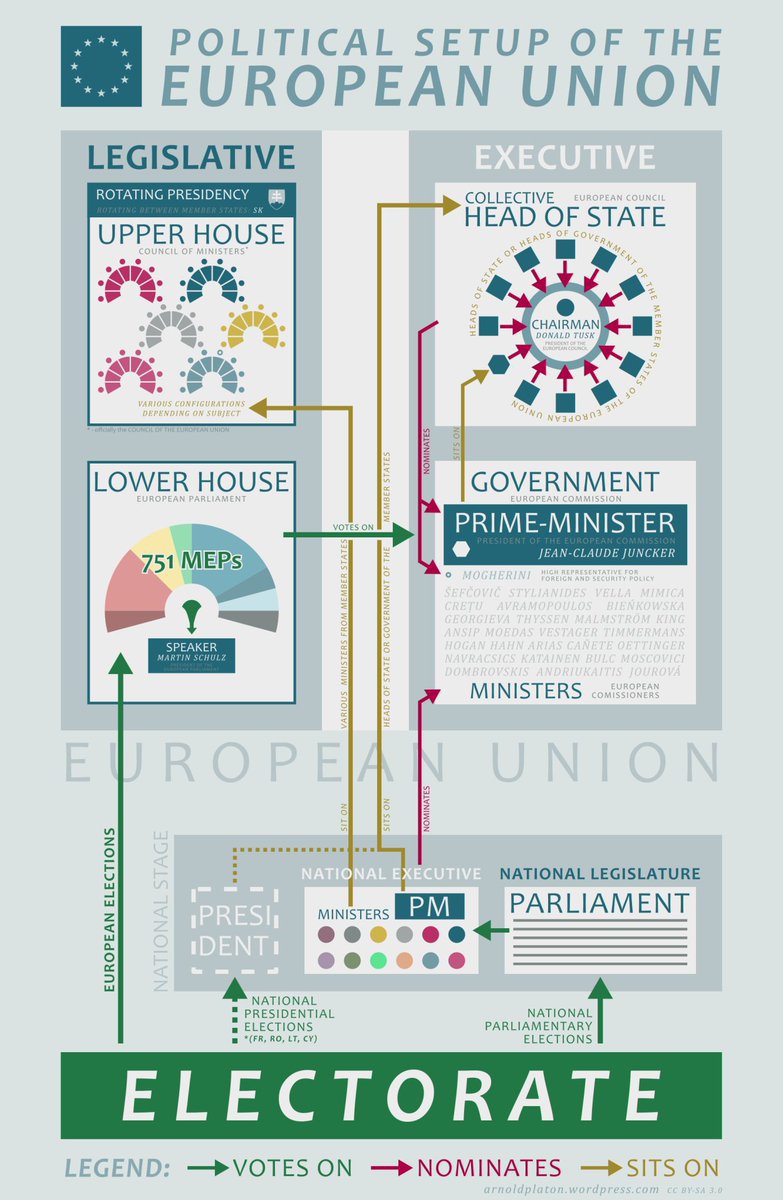 POLITICAL SETUP OF THE
EUROPEAN UNION
LEGISLATIVE
ROTATING PRESIDENCY
ROTATING BETWEEN MEMBER STATES: SK
UPPER HOUSE
COUNCIL OF MINISTERS*
VARIOUS CONFIGURATIONS
DEPENDING ON SUBJECT
* - officially the COUNCIL OF THE EUROPEAN UNION
LOWER HOUSE
EUROPEAN PARLIAMENT
751 MEPs
SPEAKER
MARTIN SCHULZ
PRESIDENT OF THE
EUROPEAN PARLIAMENT
EXECUTIVE
COLLECTIVE
EUROPEAN COUNCIL
HEAD OF STATE
HEADS OF STATE OR HEADS OF GOVERNMENT OF THE MEMBER STATES OF THE EUROPEAN UNION
CHAIRMAN
DONALD TUSK
PRESIDENT OF THE
EUROPEAN COUNCIL
NOMINATES
SITS ON
GOVERNMENT
EUROPEAN COMMISSION
PRIME-MINISTER
PRESIDENT OF THE EUROPEAN COMMISSION
JEAN-CLAUDE JUNCKER
MOGHERINI
HIGH REPRESENTATIVE FOR
FOREIGN AND SECURITY POLICY
ŠEFČOVIČ STYLIANIDES VELLA MIMICA
CREȚU AVRAMOPOULOS BIEŃKOWSKA
GEORGIEVA THYSSEN MALMSTRÖM KING
ANSIP MOEDAS VESTAGER TIMMERMANS
HOGAN HAHN ARIAS CAÑETE OETTINGER
NAVRACSICS KATAINEN BULC MOSCOVICI
DOMBROVSKIS ANDRIUKAITIS JOUROVÁ
MINISTERS
EUROPEAN
COMISSIONERS
VOTES ON
SIT ON
VARIOUS MINISTERS FROM MEMBER STATES
SITS ON
HEADS OF STATE OR GOVERNMENT OF THE MEMBER STATES
NOMINATES
EUROPEAN UNION
EUROPEAN ELECTIONS
NATIONAL STAGE
PRESI
DENT
NATIONAL EXECUTIVE
MINISTERS
PM
NATIONAL LEGISLATURE
PARLIAMENT
NATIONAL
PRESIDENTIAL
ELECTIONS
*(FR, RO, LT, CY)
NATIONAL
PARLIAMENTARY
ELECTIONS
ELECTORATE
LEGEND: VOTES ON NOMINATES SITS ON
arnoldplaton.wordpress.com CC BY-SA 3.0